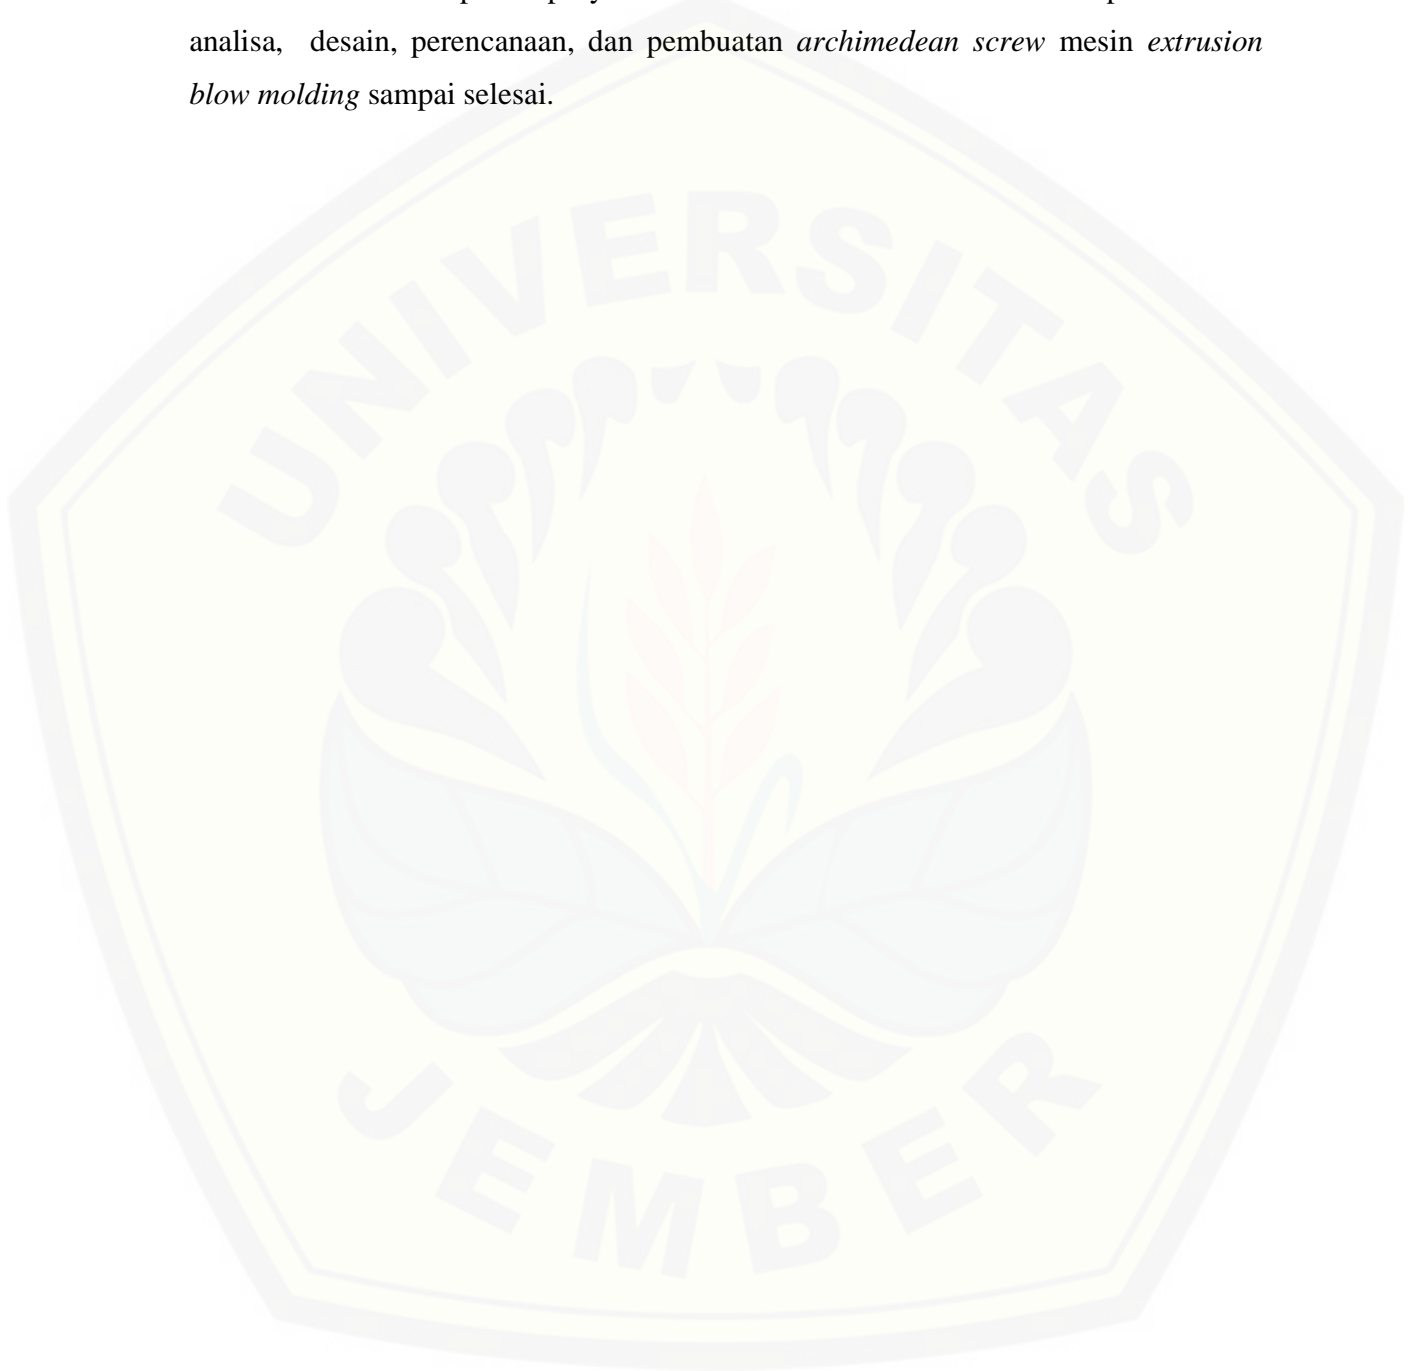 analisa, desain, perencanaan, dan pembuatan archimedean screw mesin extrusion
blow molding sampai selesai.
UNIVERSITAS
JEMBER